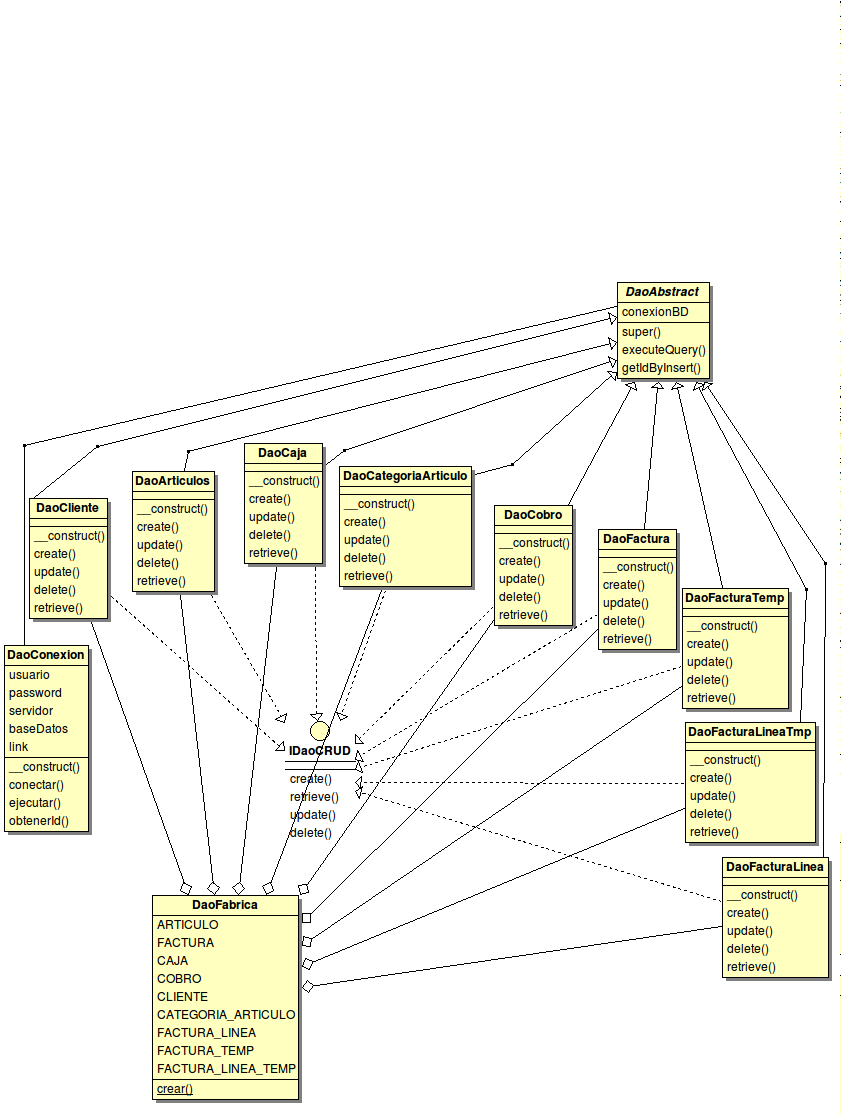 DaoAbstract
conexionBD
super()
executeQuery()
getIdByInsert()
DaoCaja
__construct()
create()
update()
delete()
retrieve()
DaoArticulos
__construct()
create()
update()
delete()
retrieve()
DaoCategoriaArticulo
__construct()
create()
update()
delete()
retrieve()
DaoCliente
__construct()
create()
update()
delete()
retrieve()
DaoCobro
__construct()
create()
update()
delete()
retrieve()
DaoFactura
__construct()
create()
update()
delete()
retrieve()
DaoFacturaTemp
__construct()
create()
update()
delete()
retrieve()
DaoConexion
usuario
password
servidor
baseDatos
link
__construct()
conectar()
ejecutar()
obtenerId()
IDaoCRUD
create()
retrieve()
update()
delete()
DaoFacturaLineaTmp
__construct()
create()
update()
delete()
retrieve()
DaoFacturaLinea
__construct()
create()
update()
delete()
retrieve()
DaoFabrica
ARTICULO
FACTURA
CAJA
COBRO
CLIENTE
CATEGORIA_ARTICULO
FACTURA_LINEA
FACTURA_TEMP
FACTURA_LINEA_TEMP
crear()